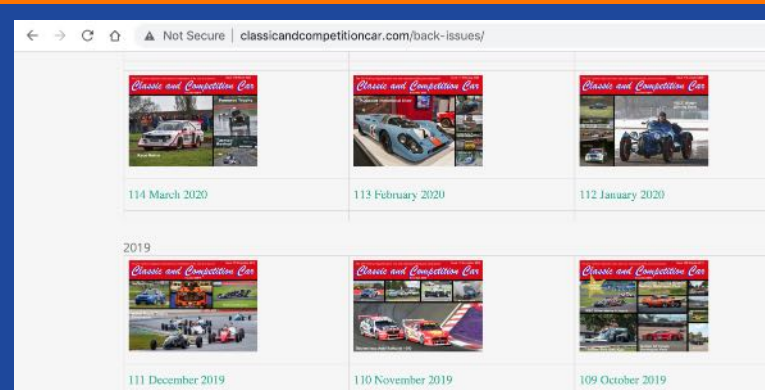 Not Secure | classicandcompetitioncar.com/back-issues/
Classic and Competition Car
Classic and Competition Car
Classic and Competition Car
114 March 2020
113 February 2020
112 January 2020
2019
Classic and Competition Car
Classic and Competition Car
Classic and Competition Car
111 December 2019
110 November 2019
109 October 2019